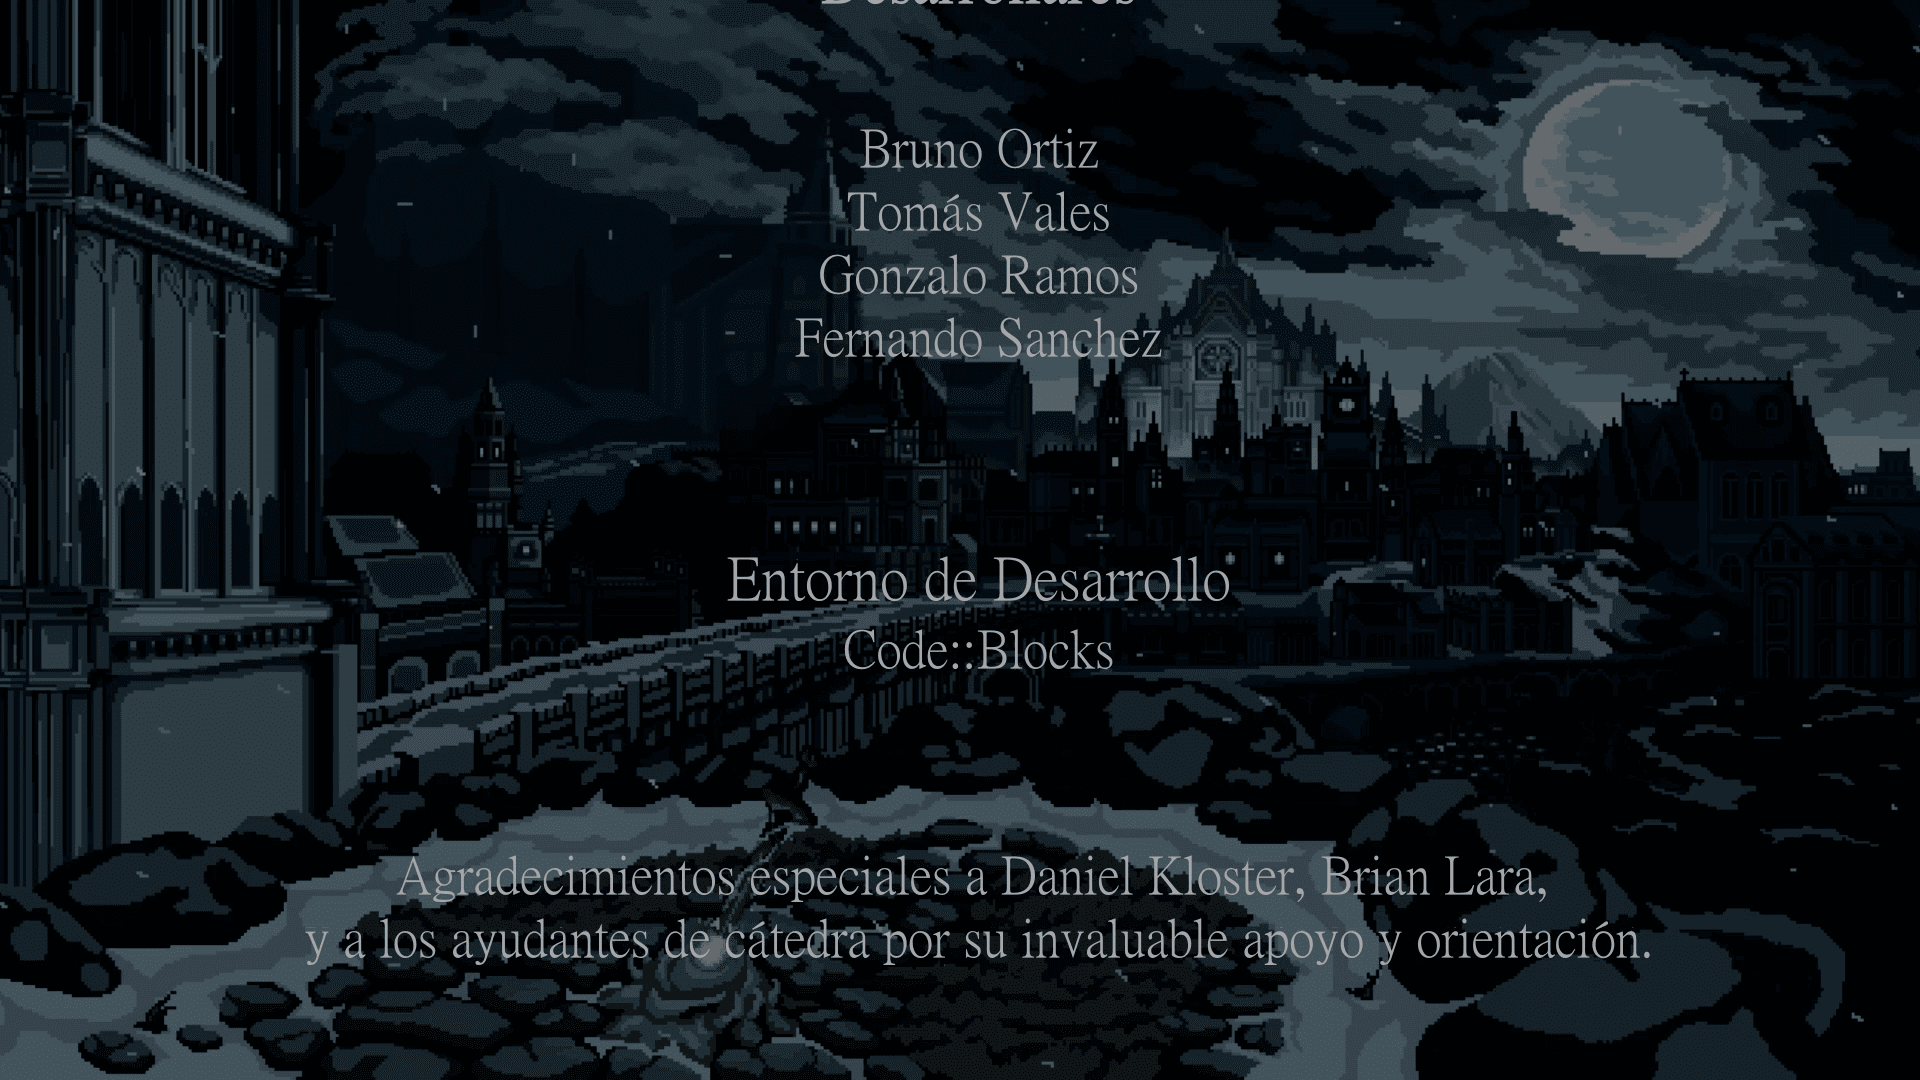 Bruno Ortiz
Tomás Vales
Gonzalo Ramos
Fernando Sanchez
Entorno de Desarrollo
Code::Blocks
Agradecimientos especiales a Daniel Kloster, Brian Lara,
y a los ayudantes de cátedra por su invaluable apoyo y orientación.